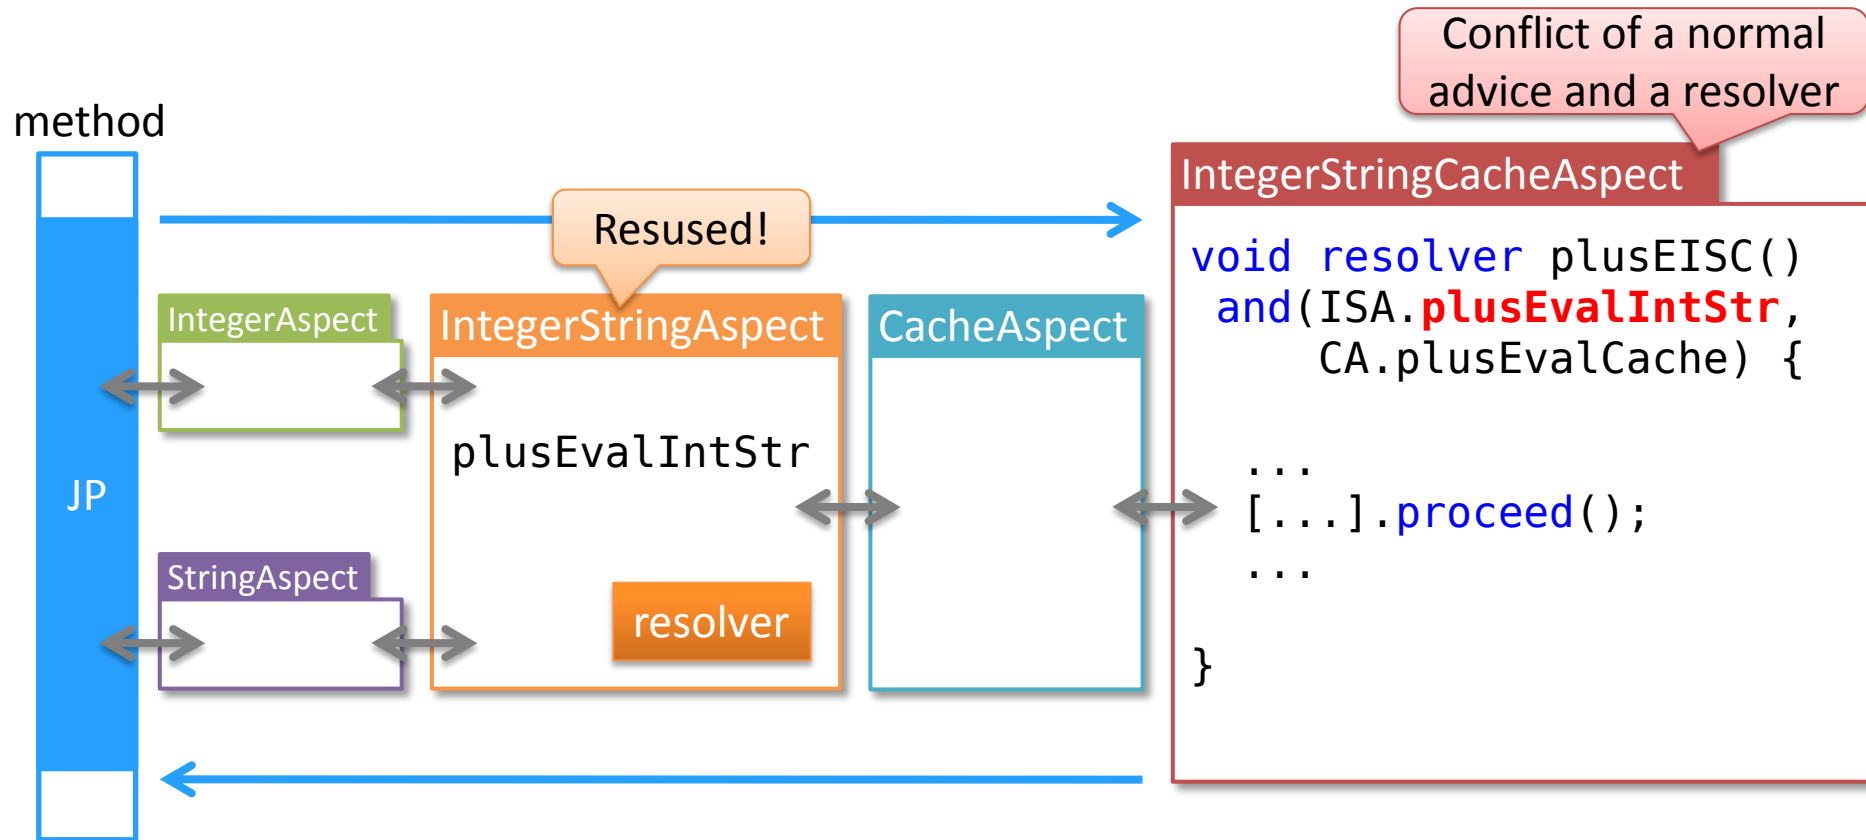 Conflict of a normal
advice and a resolver
method
IntegerStringCacheAspect
Resused!
void resolver plusEISC()
and(ISA.plusEvalIntStr,
CA.plusEvalCache) {
...
[...].proceed();
...
}
IntegerAspect
IntegerStringAspect
CacheAspect
plusEvalIntStr
JP
StringAspect
resolver